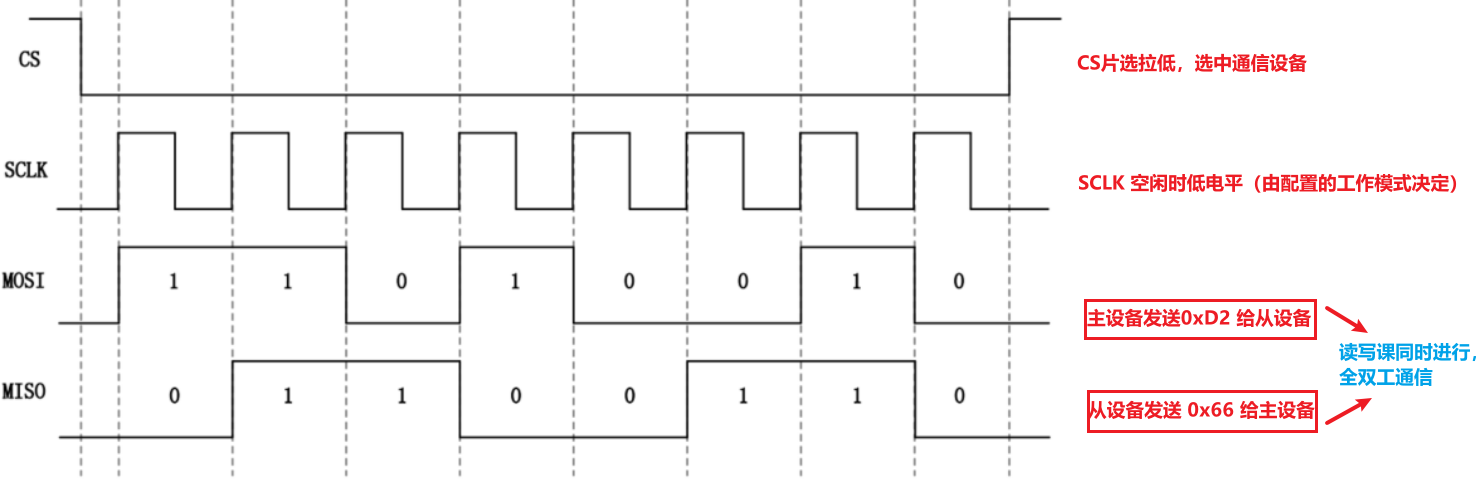 CS
CS片选拉低，选中通信设备
SCLK
SCLK 空闲时低电平（由配置的工作模式决定）
MOSI
1 1 0 1 0 0 1 0
主设备发送0xD2 给从设备
读写课同时进行，
全双工通信
MISO
0 1 1 0 0 1 1 0
从设备发送 0x66 给主设备